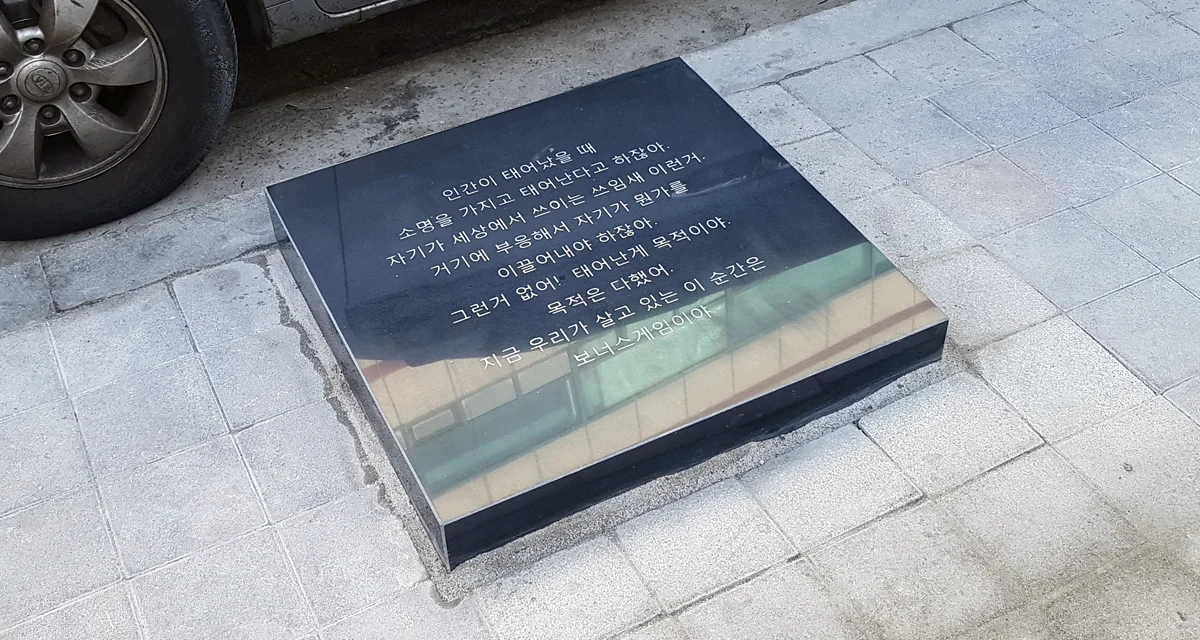 인간이 태어났을 때
소명을 가지고 태어난다고 하잖아.
자기가 세상에서 쓰이는 쓰임새 이런거.
거기에 부응해서 자기가 뭔가를
이끌어내야 하잖아.
그런거 없어! 태어난게 목적이야.
목적은 다했어.
지금 우리가 살고 있는 이 순간은
보너스게임이야.
KIA